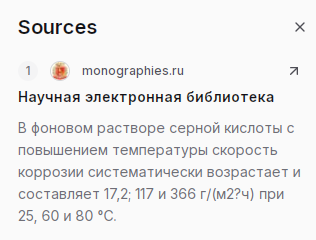 Sources
1 monographies.ru
Научная электронная библиотека
В фоновом растворе серной кислоты с
повышением температуры скорость
коррозии систематически возрастает и
составляет 17,2; 117 и 366 г/(м2?ч) при
25, 60 и 80 °С.